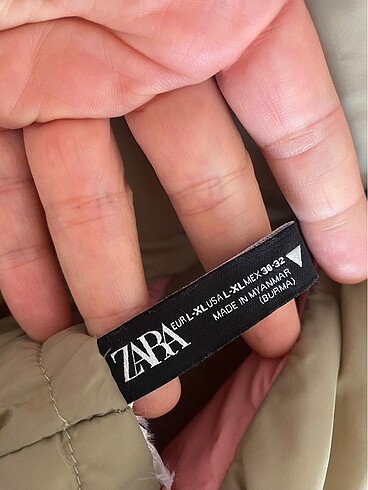 ZARA
EUR L-XL USA L-XL MEX 30-32
MADE IN MYANMAR
(BURMA)